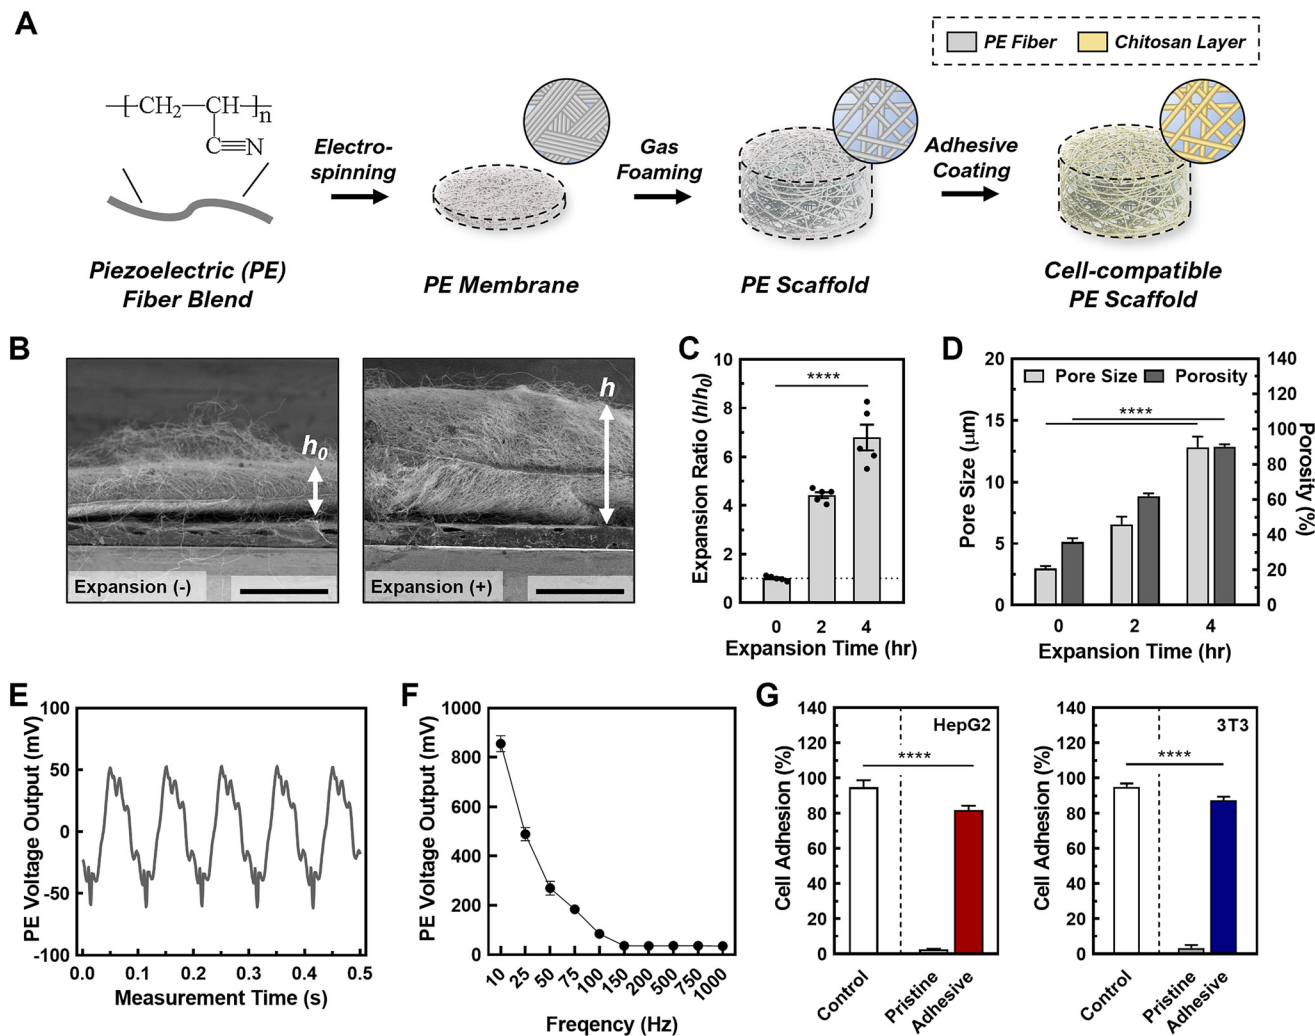 A
PE Fiber
Chitosan Layer
-[-CH2-CH-]n
C≡N
Electro-
spinning
Gas
Foaming
Adhesive
Coating
Piezoelectric (PE)
Fiber Blend
PE Membrane
PE Scaffold
Cell-compatible
PE Scaffold
B
h0
Expansion (-)
h
Expansion (+)
C
Expansion Ratio (h/h0)
10
8
6
4
2
1
0
****
0 2 4
Expansion Time (hr)
D
Pore Size (µm)
20
15
10
5
0
Pore Size
Porosity
****
140
120
100
80
60
40
20
0
Porosity (%)
0 2 4
Expansion Time (hr)
E
PE Voltage Output (mV)
100
50
0
-50
-100
0.0 0.1 0.2 0.3 0.4 0.5
Measurement Time (s)
F
PE Voltage Output (mV)
1000
800
600
400
200
0
10 25 50 75 100 150 200 500 750 1000
Freqency (Hz)
G
Cell Adhesion (%)
140
120
100
80
60
40
20
0
HepG2
****
Control
Pristine
Adhesive
Cell Adhesion (%)
140
120
100
80
60
40
20
0
3T3
****
Control
Pristine
Adhesive